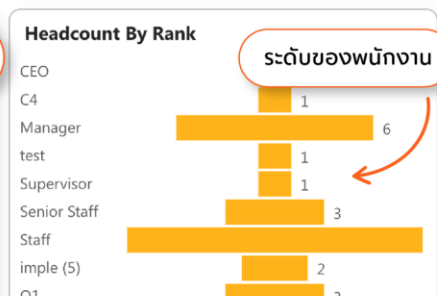 Headcount By Rank
ระดับของพนักงาน
CEO
C4 1
Manager 6
test 1
Supervisor 1
Senior Staff 3
Staff
imple (5) 2